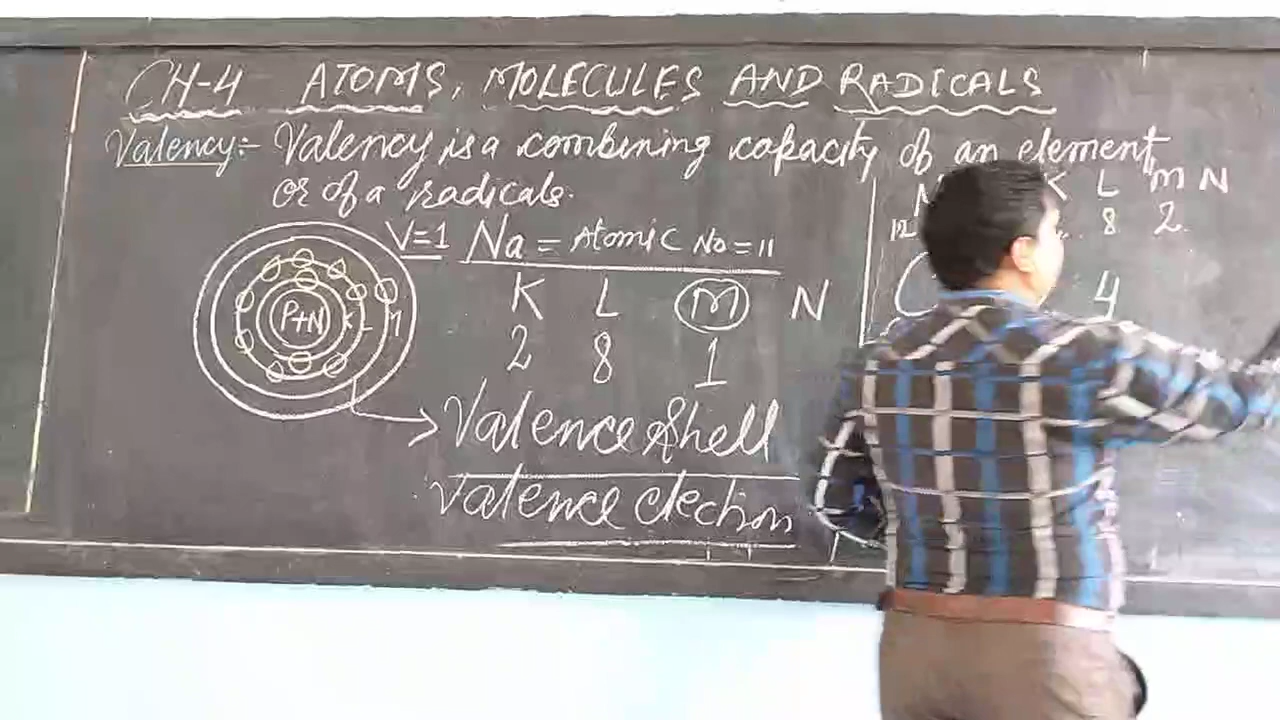 CH-4 ATOMS, MOLECULES AND RADICALS
Valency:- Valency is a combining capacity of an element,
or of a radicals.
V=1 Na = Atomic No = 11
K L M N
2 8 1
P+N K L M
Valence Shell
Valence electron
K L M N
12 8 2
C 4